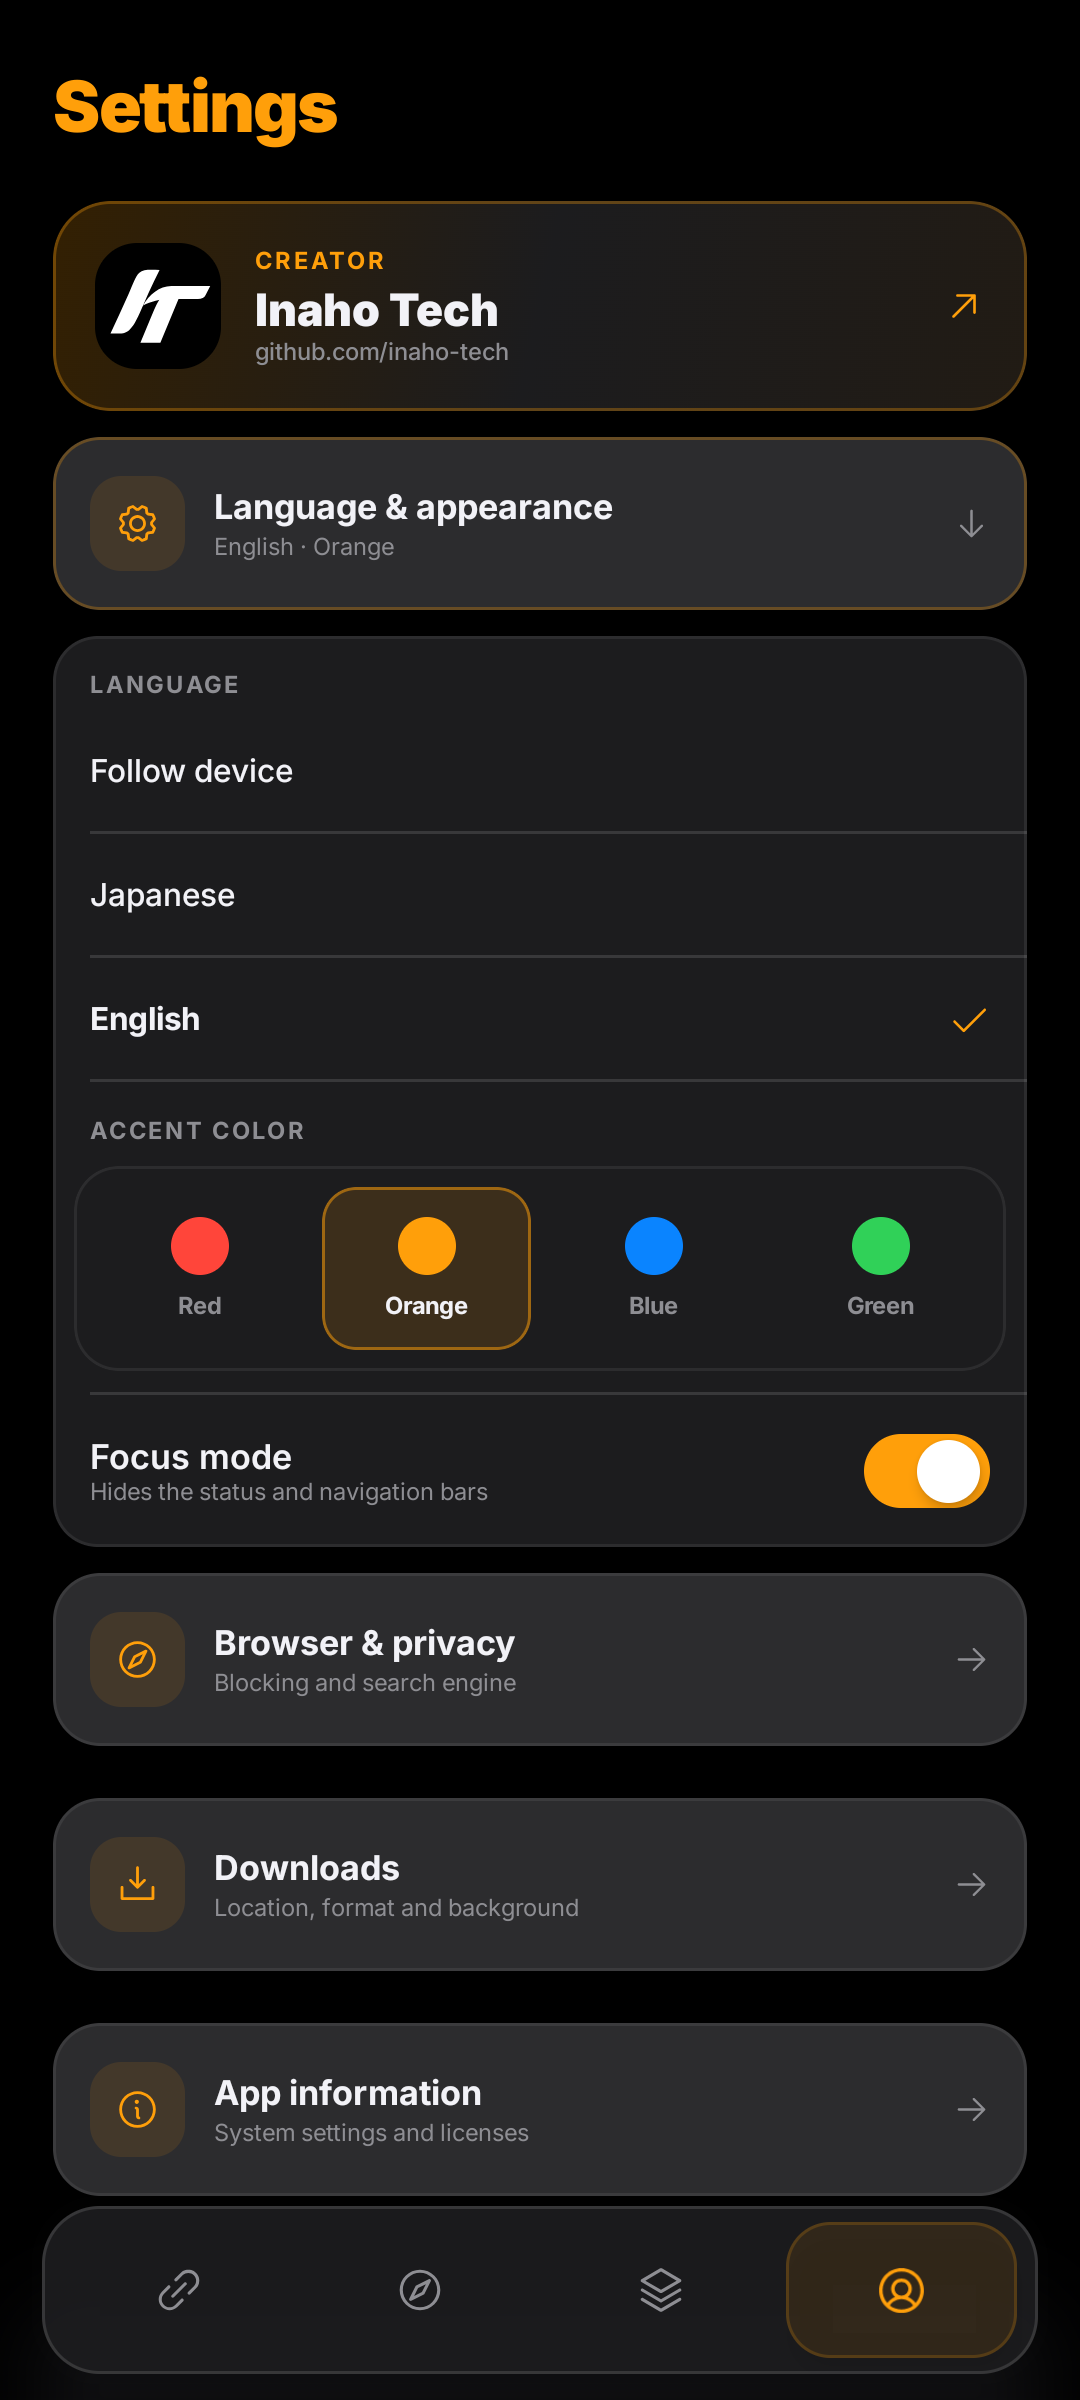 Settings
CREATOR
Inaho Tech
github.com/inaho-tech
Language & appearance
English · Orange
LANGUAGE
Follow device
Japanese
English
ACCENT COLOR
Red
Orange
Blue
Green
Focus mode
Hides the status and navigation bars
Browser & privacy
Blocking and search engine
Downloads
Location, format and background
App information
System settings and licenses